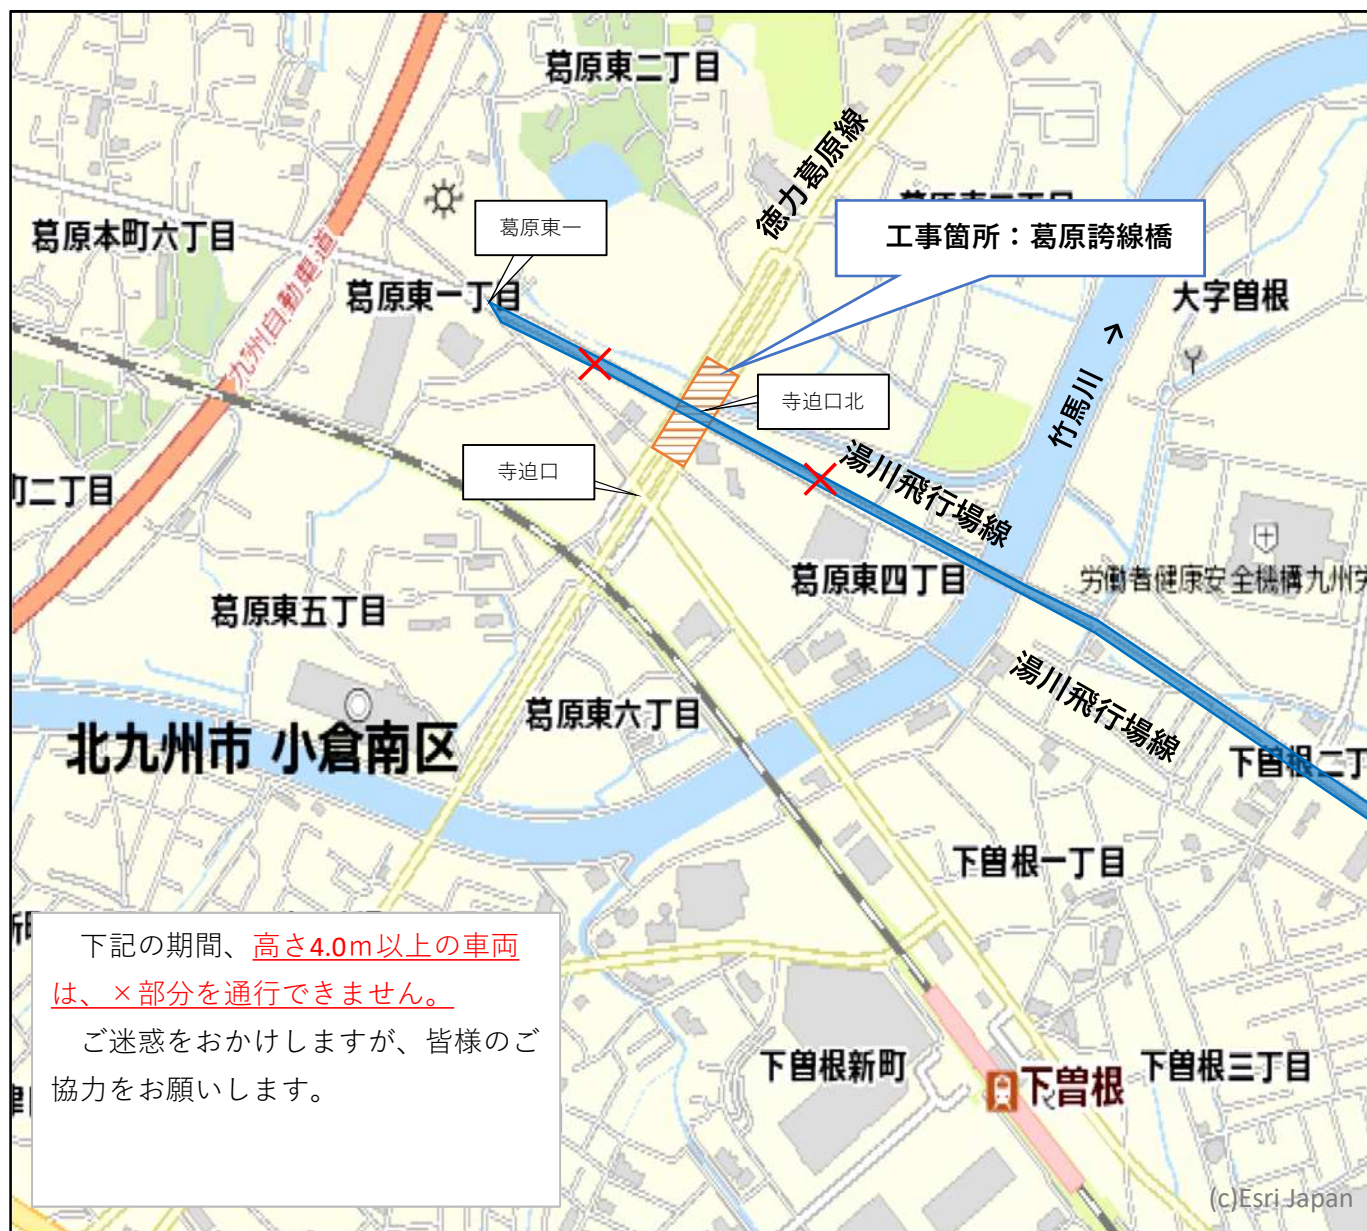 葛原東二丁目
徳力葛原線
葛原本町六丁目
九州自動車道
葛原東一
葛原東一丁目
工事箇所：葛原誇線橋
大字曽根
竹馬川
→
寺迫口北
寺迫口
湯川飛行場線
町二丁目
葛原東四丁目
労働者健康安全機構九州労
葛原東五丁目
湯川飛行場線
葛原東六丁目
北九州市 小倉南区
下曽根二丁
下曽根一丁目
下記の期間、高さ4.0ｍ以上の車両
は、×部分を通行できません。
ご迷惑をおかけしますが、皆様のご
協力をお願いします。
下曽根新町
下曽根
下曽根三丁目
(c)Esri Japan